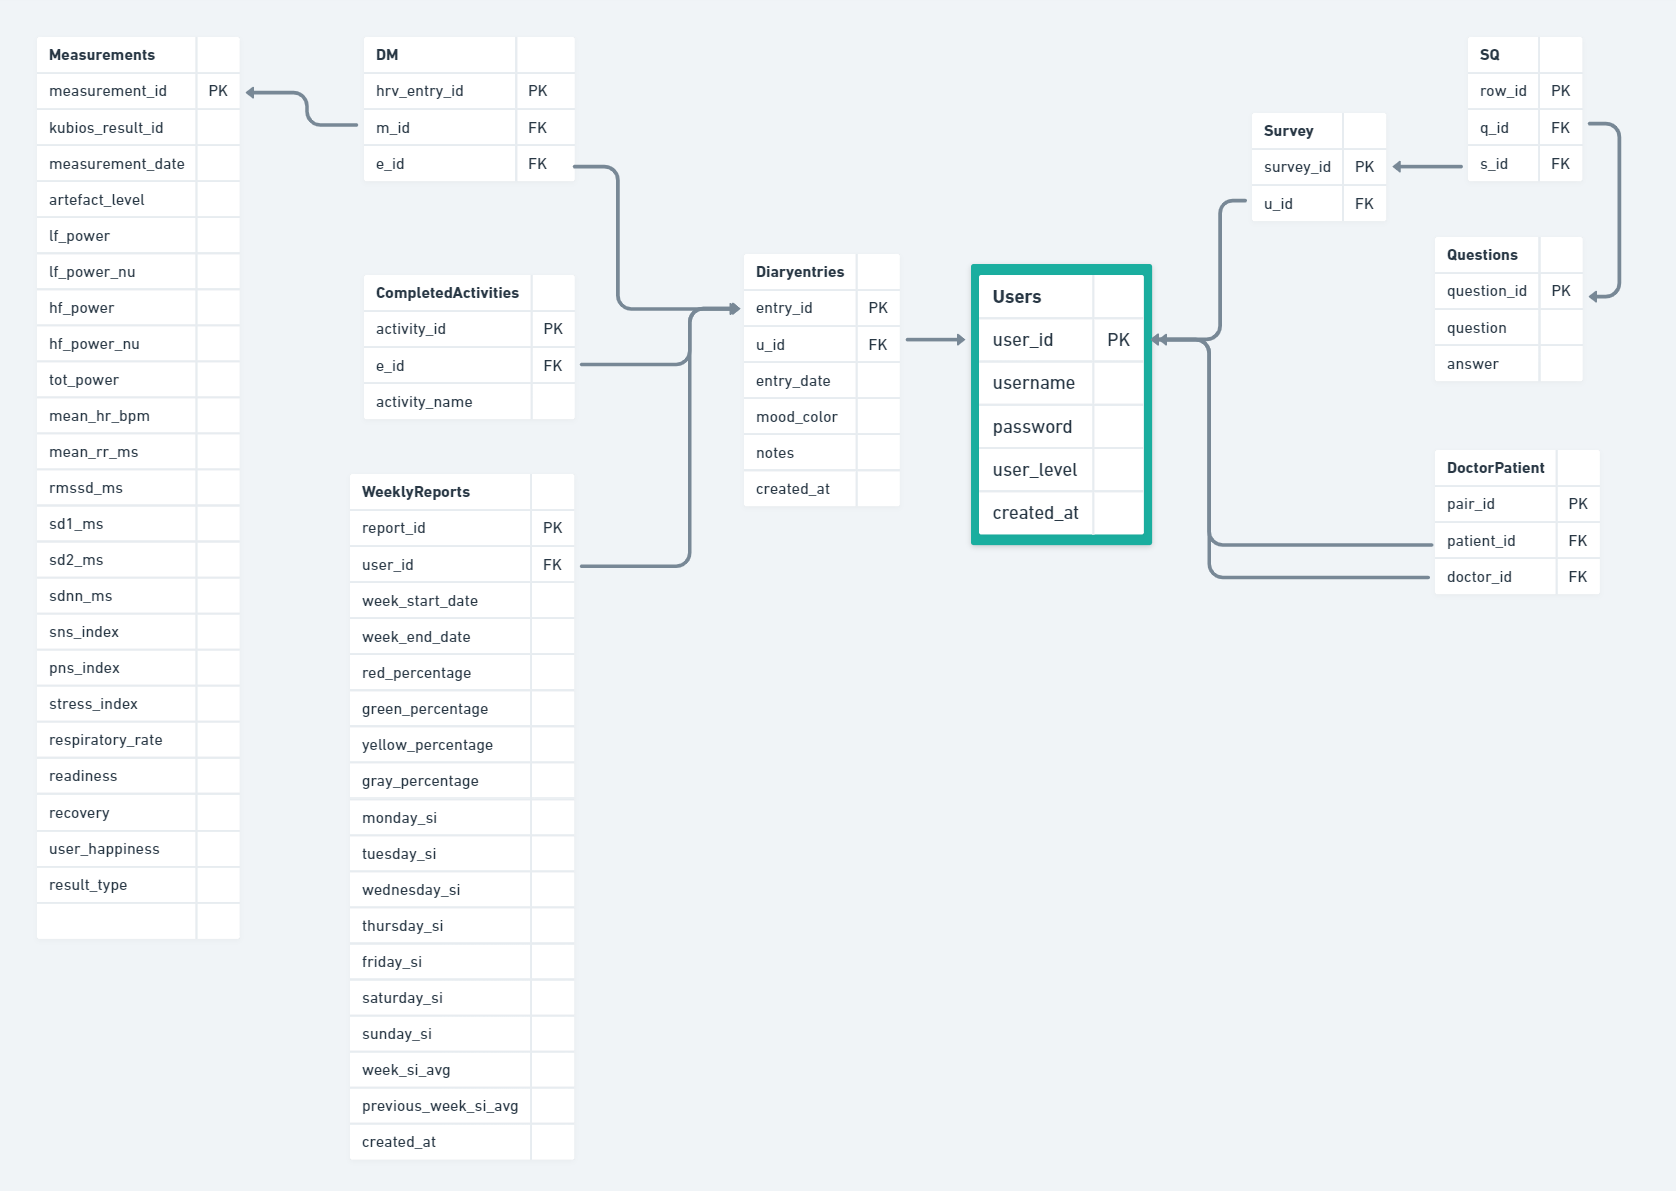 Measurements
measurement_id PK
kubios_result_id
measurement_date
artefact_level
lf_power
lf_power_nu
hf_power
hf_power_nu
tot_power
mean_hr_bpm
mean_rr_ms
rmssd_ms
sd1_ms
sd2_ms
sdnn_ms
sns_index
pns_index
stress_index
respiratory_rate
readiness
recovery
user_happiness
result_type
DM
hrv_entry_id PK
m_id FK
e_id FK
CompletedActivities
activity_id PK
e_id FK
activity_name
WeeklyReports
report_id PK
user_id FK
week_start_date
week_end_date
red_percentage
green_percentage
yellow_percentage
gray_percentage
monday_si
tuesday_si
wednesday_si
thursday_si
friday_si
saturday_si
sunday_si
week_si_avg
previous_week_si_avg
created_at
Diaryentries
entry_id PK
u_id FK
entry_date
mood_color
notes
created_at
Users
user_id PK
username
password
user_level
created_at
Survey
survey_id PK
u_id FK
SQ
row_id PK
q_id FK
s_id FK
Questions
question_id PK
question
answer
DoctorPatient
pair_id PK
patient_id FK
doctor_id FK